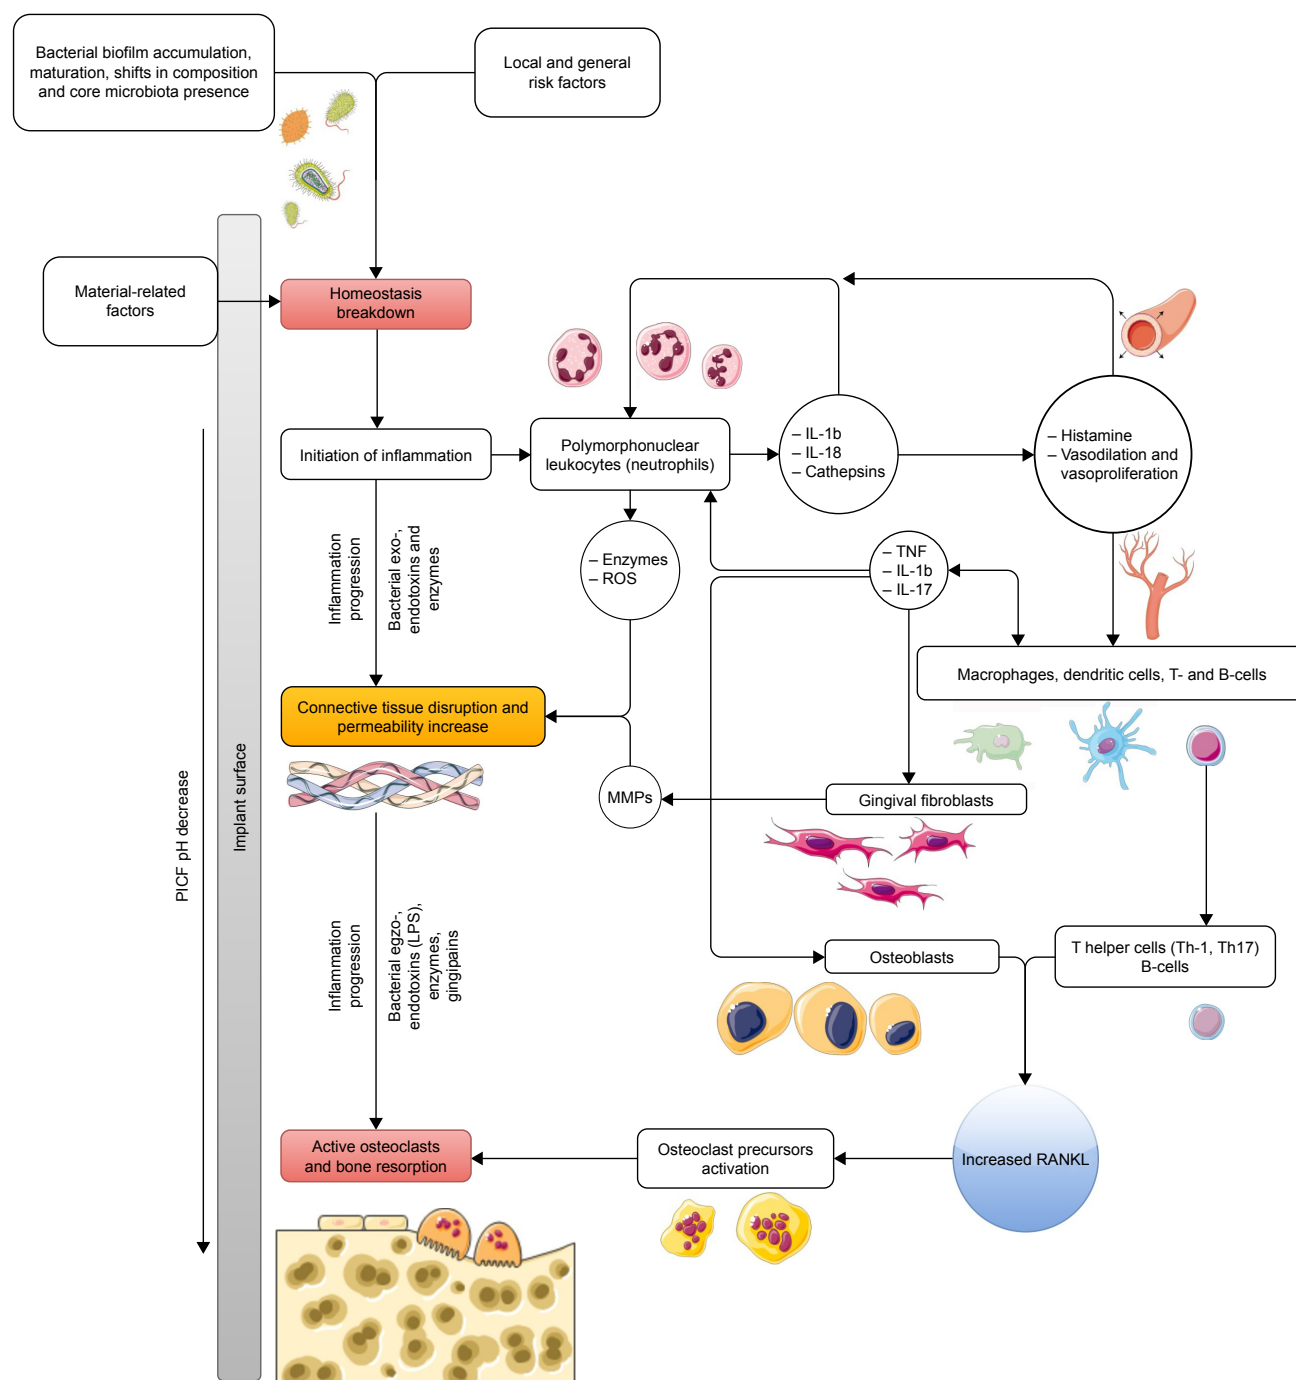 Bacterial biofilm accumulation,
maturation, shifts in composition
and core microbiota presence
Local and general
risk factors
Material-related
factors
Homeostasis
breakdown
Initiation of inflammation
Polymorphonuclear
leukocytes (neutrophils)
– IL-1b
– IL-18
– Cathepsins
– Histamine
– Vasodilation and
vasoproliferation
Inflammation
progression
Bacterial exo-,
endotoxins and
enzymes
– Enzymes
– ROS
– TNF
– IL-1b
– IL-17
Macrophages, dendritic cells, T- and B-cells
Connective tissue disruption and
permeability increase
MMPs
Gingival fibroblasts
PICF pH decrease
Implant surface
Inflammation
progression
Bacterial egzo-,
endotoxins (LPS),
enzymes,
gingipains
Osteoblasts
T helper cells (Th-1, Th17)
B-cells
Active osteoclasts
and bone resorption
Osteoclast precursors
activation
Increased RANKL